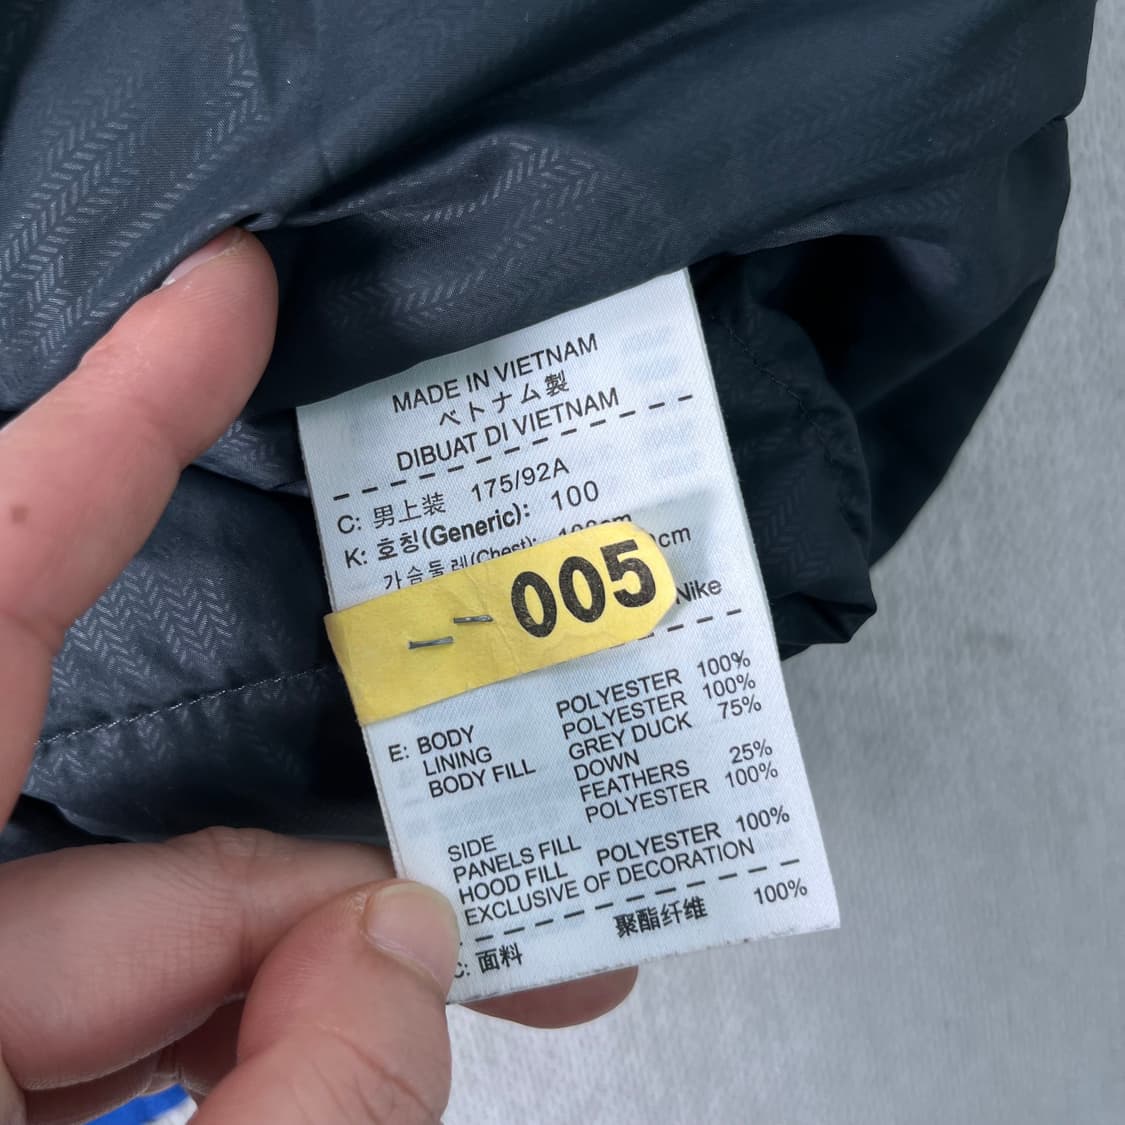 MADE IN VIETNAM
ベトナム製
DIBUAT DI VIETNAM
C: 男上装 175/92A
K: 호칭(Generic): 100
가슴둘레(Chest): 100cm
cm
005
Nike
E: BODY POLYESTER 100%
LINING POLYESTER 100%
BODY FILL GREY DUCK 75%
DOWN
FEATHERS 25%
POLYESTER 100%
SIDE
PANELS FILL
HOOD FILL POLYESTER 100%
EXCLUSIVE OF DECORATION
C: 面料 聚酯纤维 100%